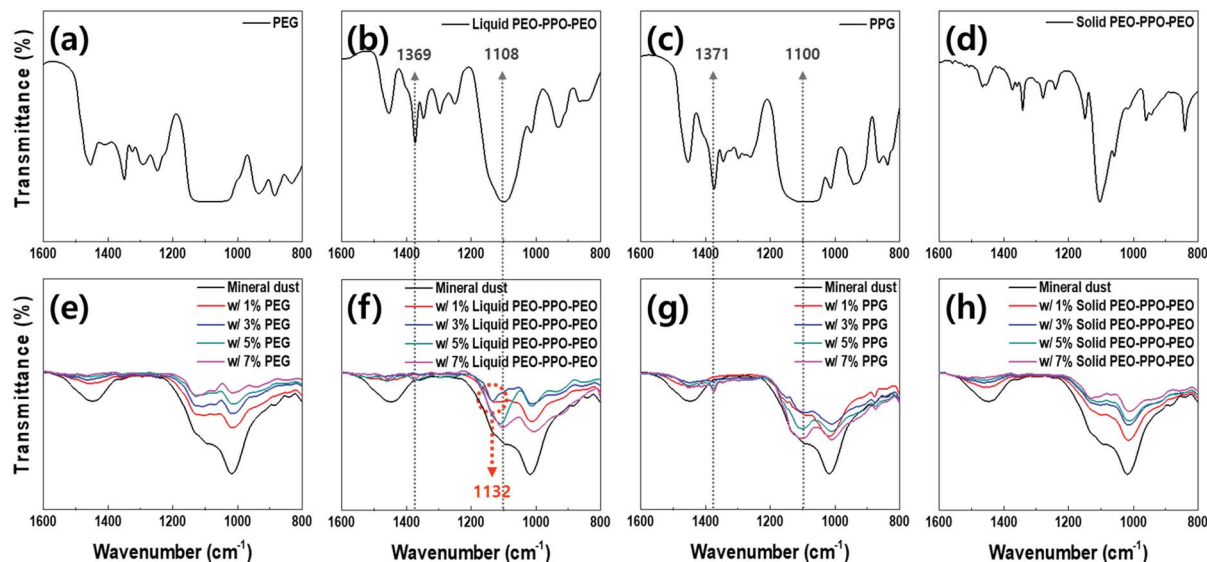 (a)
PEG
(b)
Liquid PEO-PPO-PEO
1369
1108
(c)
PPG
1371
1100
(d)
Solid PEO-PPO-PEO
Transmittance (%)
1600 1400 1200 1000 800
1600 1400 1200 1000 800
1600 1400 1200 1000 800
1600 1400 1200 1000 800
(e)
Mineral dust
w/ 1% PEG
w/ 3% PEG
w/ 5% PEG
w/ 7% PEG
(f)
Mineral dust
w/ 1% Liquid PEO-PPO-PEO
w/ 3% Liquid PEO-PPO-PEO
w/ 5% Liquid PEO-PPO-PEO
w/ 7% Liquid PEO-PPO-PEO
1132
(g)
Mineral dust
w/ 1% PPG
w/ 3% PPG
w/ 5% PPG
w/ 7% PPG
(h)
Mineral dust
w/ 1% Solid PEO-PPO-PEO
w/ 3% Solid PEO-PPO-PEO
w/ 5% Solid PEO-PPO-PEO
w/ 7% Solid PEO-PPO-PEO
Transmittance (%)
1600 1400 1200 1000 800
1600 1400 1200 1000 800
1600 1400 1200 1000 800
1600 1400 1200 1000 800
Wavenumber (cm⁻¹)
Wavenumber (cm⁻¹)
Wavenumber (cm⁻¹)
Wavenumber (cm⁻¹)